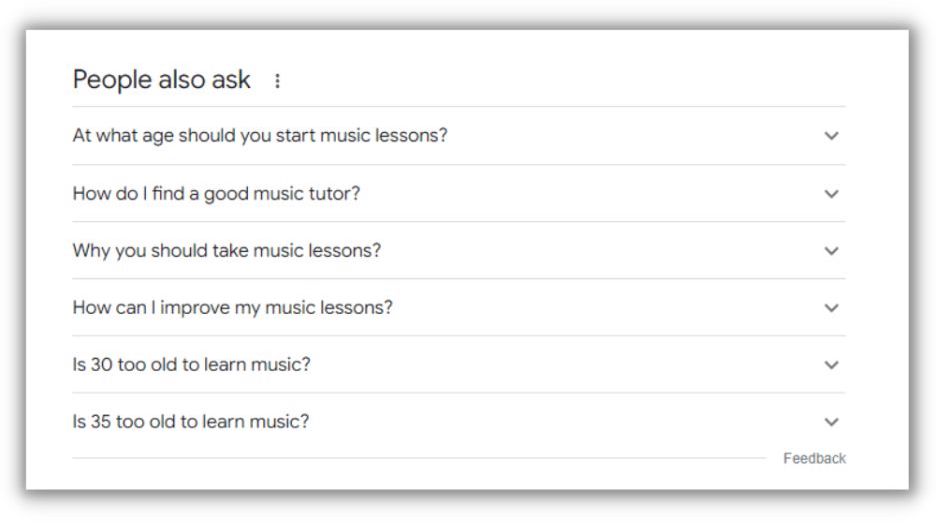 People also ask
At what age should you start music lessons?
How do I find a good music tutor?
Why you should take music lessons?
How can I improve my music lessons?
Is 30 too old to learn music?
Is 35 too old to learn music?
Feedback